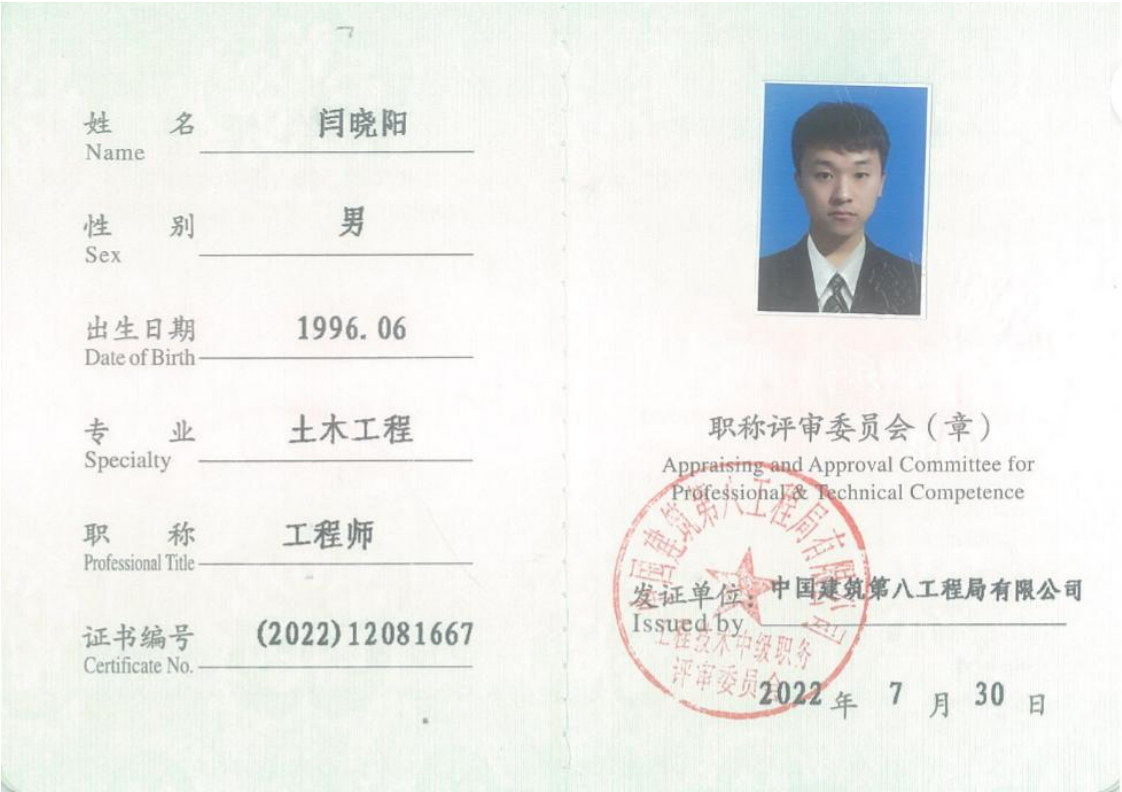 姓 名 闫晓阳
Name
性 别 男
Sex
出生日期 1996. 06
Date of Birth
专 业 土木工程
Specialty
职 称 工程师
Professional Title
证书编号 (2022)12081667
Certificate No.
职称评审委员会（章）
Appraising and Approval Committee for
Professional & Technical Competence
中国建筑第八工程局有限公司
发证单位：中国建筑第八工程局有限公司
Issued by
工程技术中级职务
评审委员会
2022 年 7 月 30 日